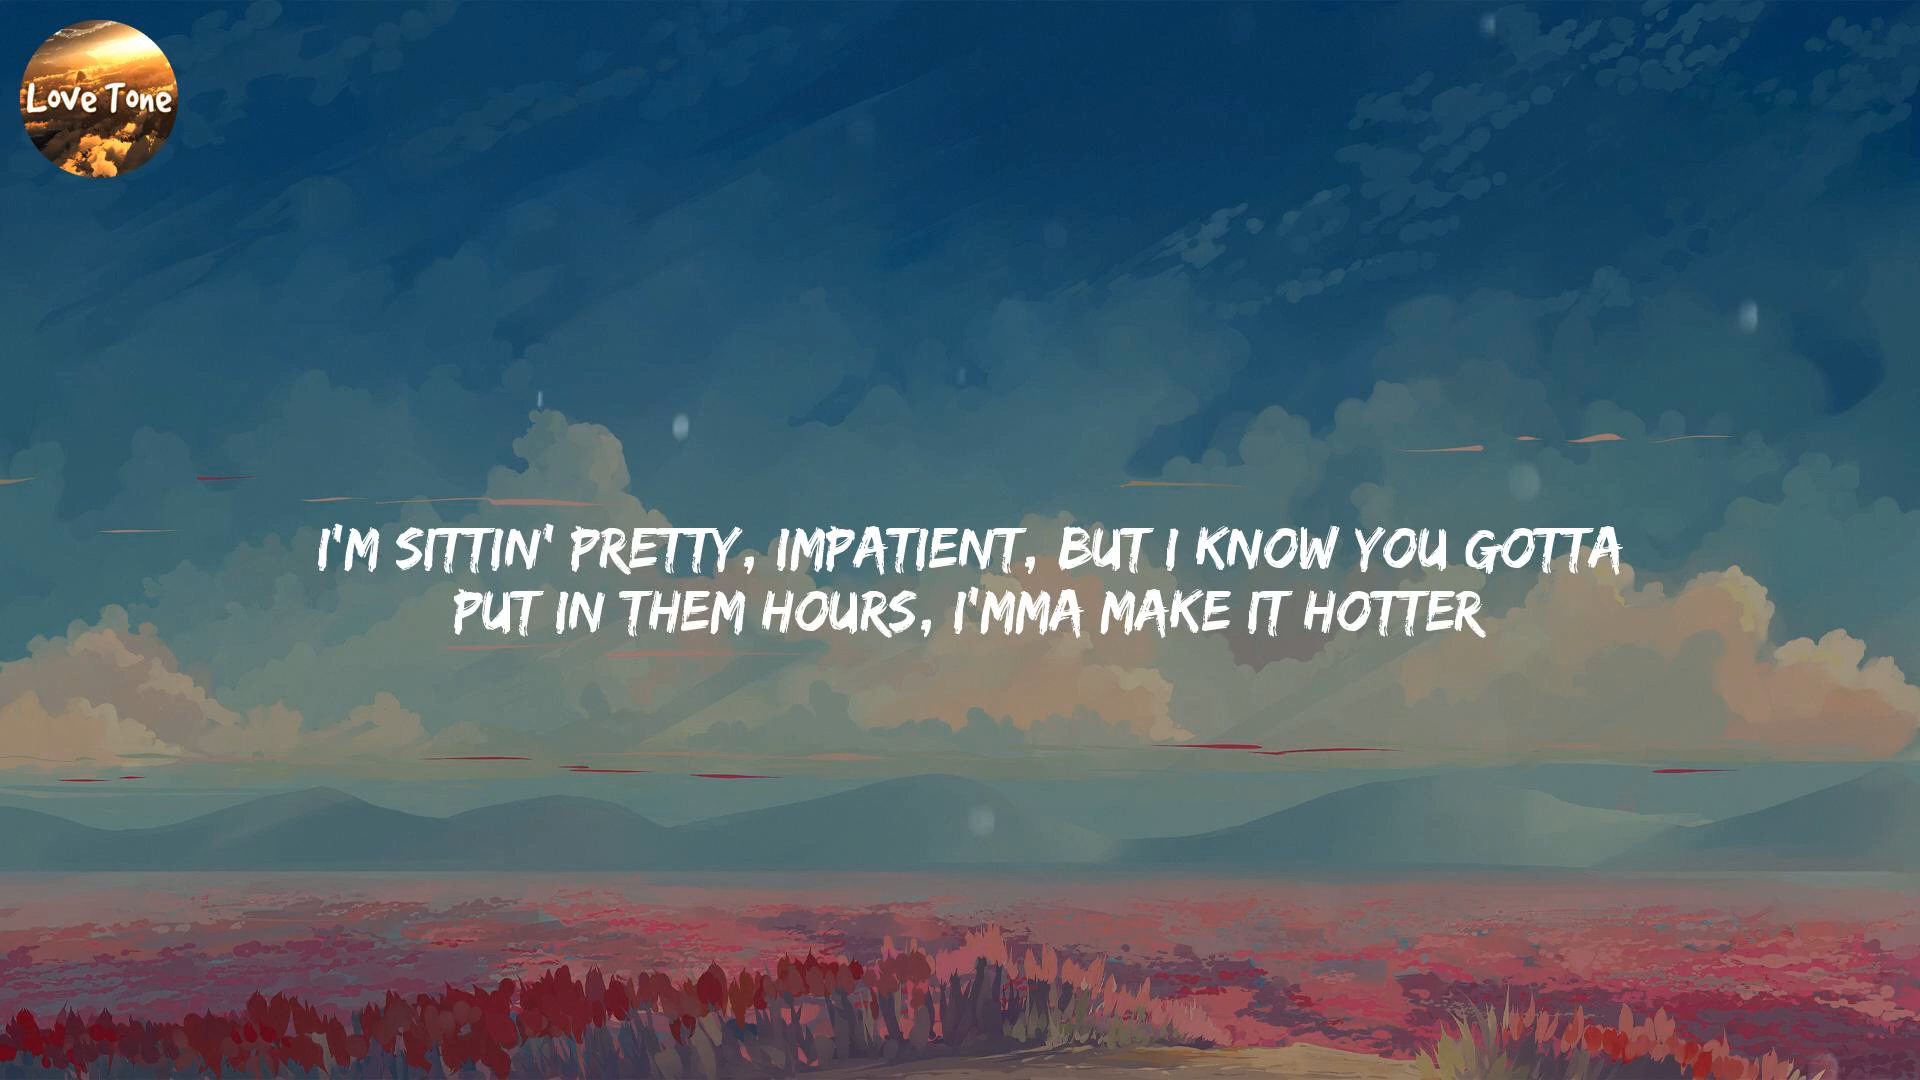 Love Tone
I'M SITTIN' PRETTY, IMPATIENT, BUT I KNOW YOU GOTTA
PUT IN THEM HOURS, I'MMA MAKE IT HOTTER